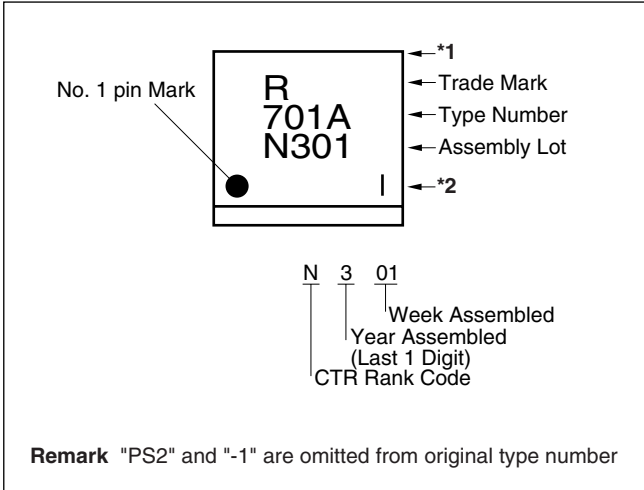 *1
No. 1 pin Mark
R
Trade Mark
701A
Type Number
N301
Assembly Lot
I
*2
N 3 01
Week Assembled
Year Assembled
(Last 1 Digit)
CTR Rank Code
Remark "PS2" and "-1" are omitted from original type number